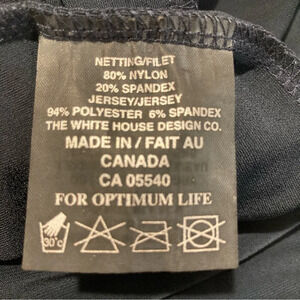 NETTING/FILET
80% NYLON
20% SPANDEX
JERSEY/JERSEY
94% POLYESTER 6% SPANDEX
THE WHITE HOUSE DESIGN CO.
MADE IN / FAIT AU
CANADA
CA 05540
FOR OPTIMUM LIFE
30°c